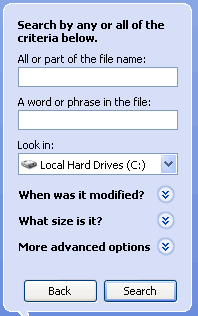 Search by any or all of the
criteria below.
All or part of the file name:
A word or phrase in the file:
Look in:
Local Hard Drives (C:)
When was it modified?
What size is it?
More advanced options
Back
Search